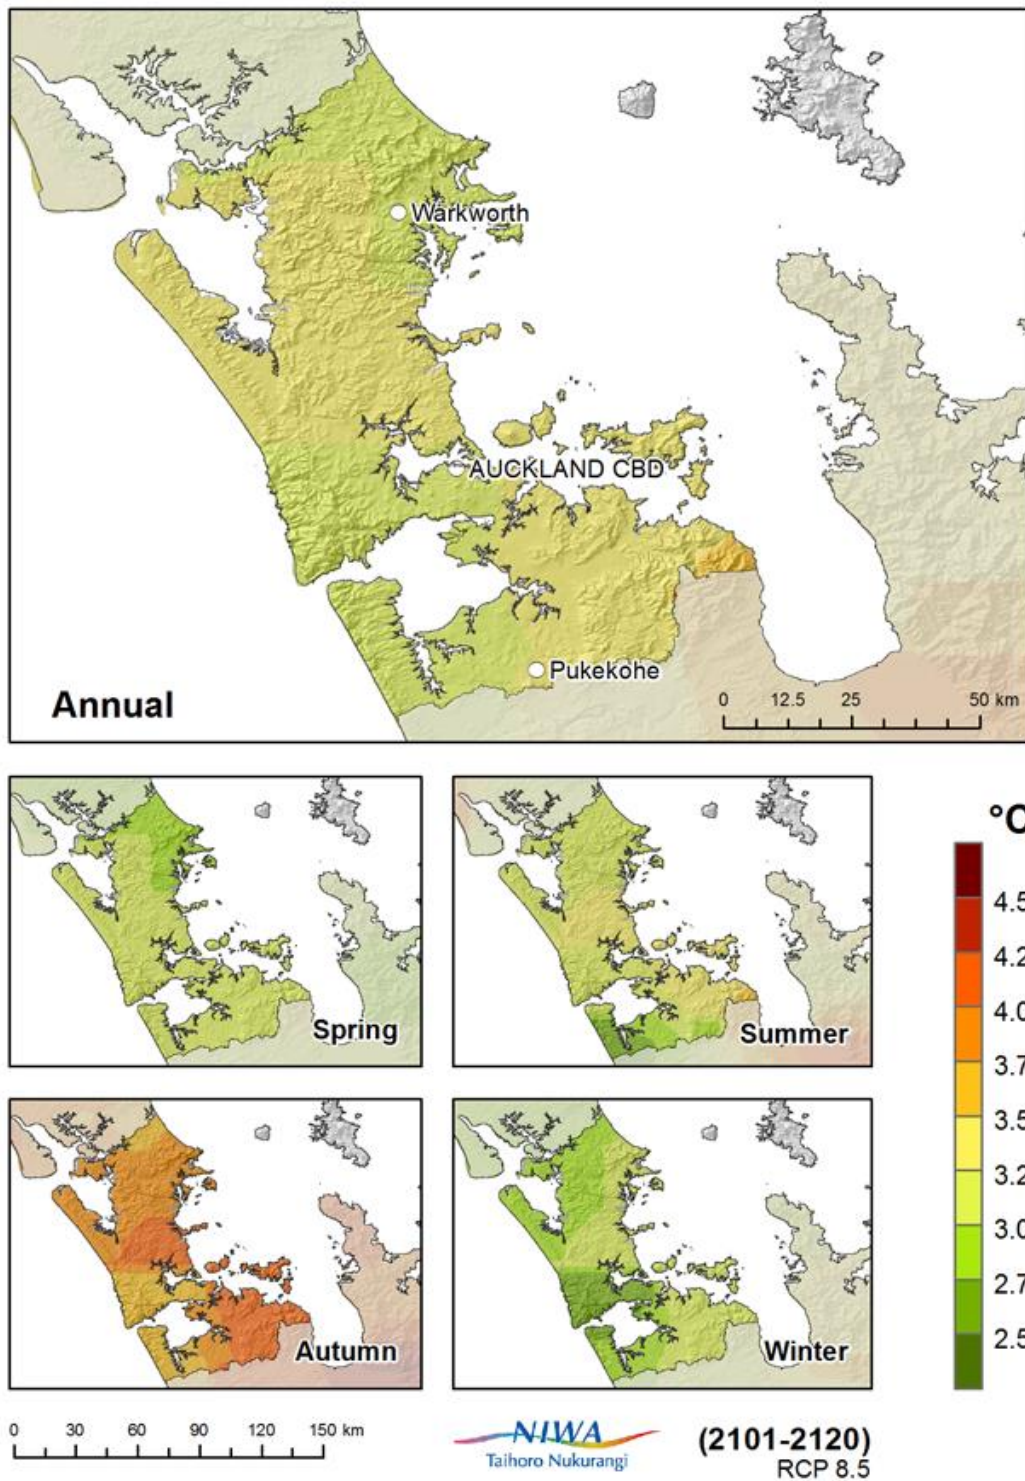 Warkworth
AUCKLAND CBD
Pukekohe
Annual
0 12.5 25 50 km
Spring
Summer
°C
4.5
4.2
4.0
3.7
3.5
3.2
3.0
2.7
2.5
Autumn
Winter
0 30 60 90 120 150 km
NIWA
Taihoro Nukurangi
(2101-2120)
RCP 8.5